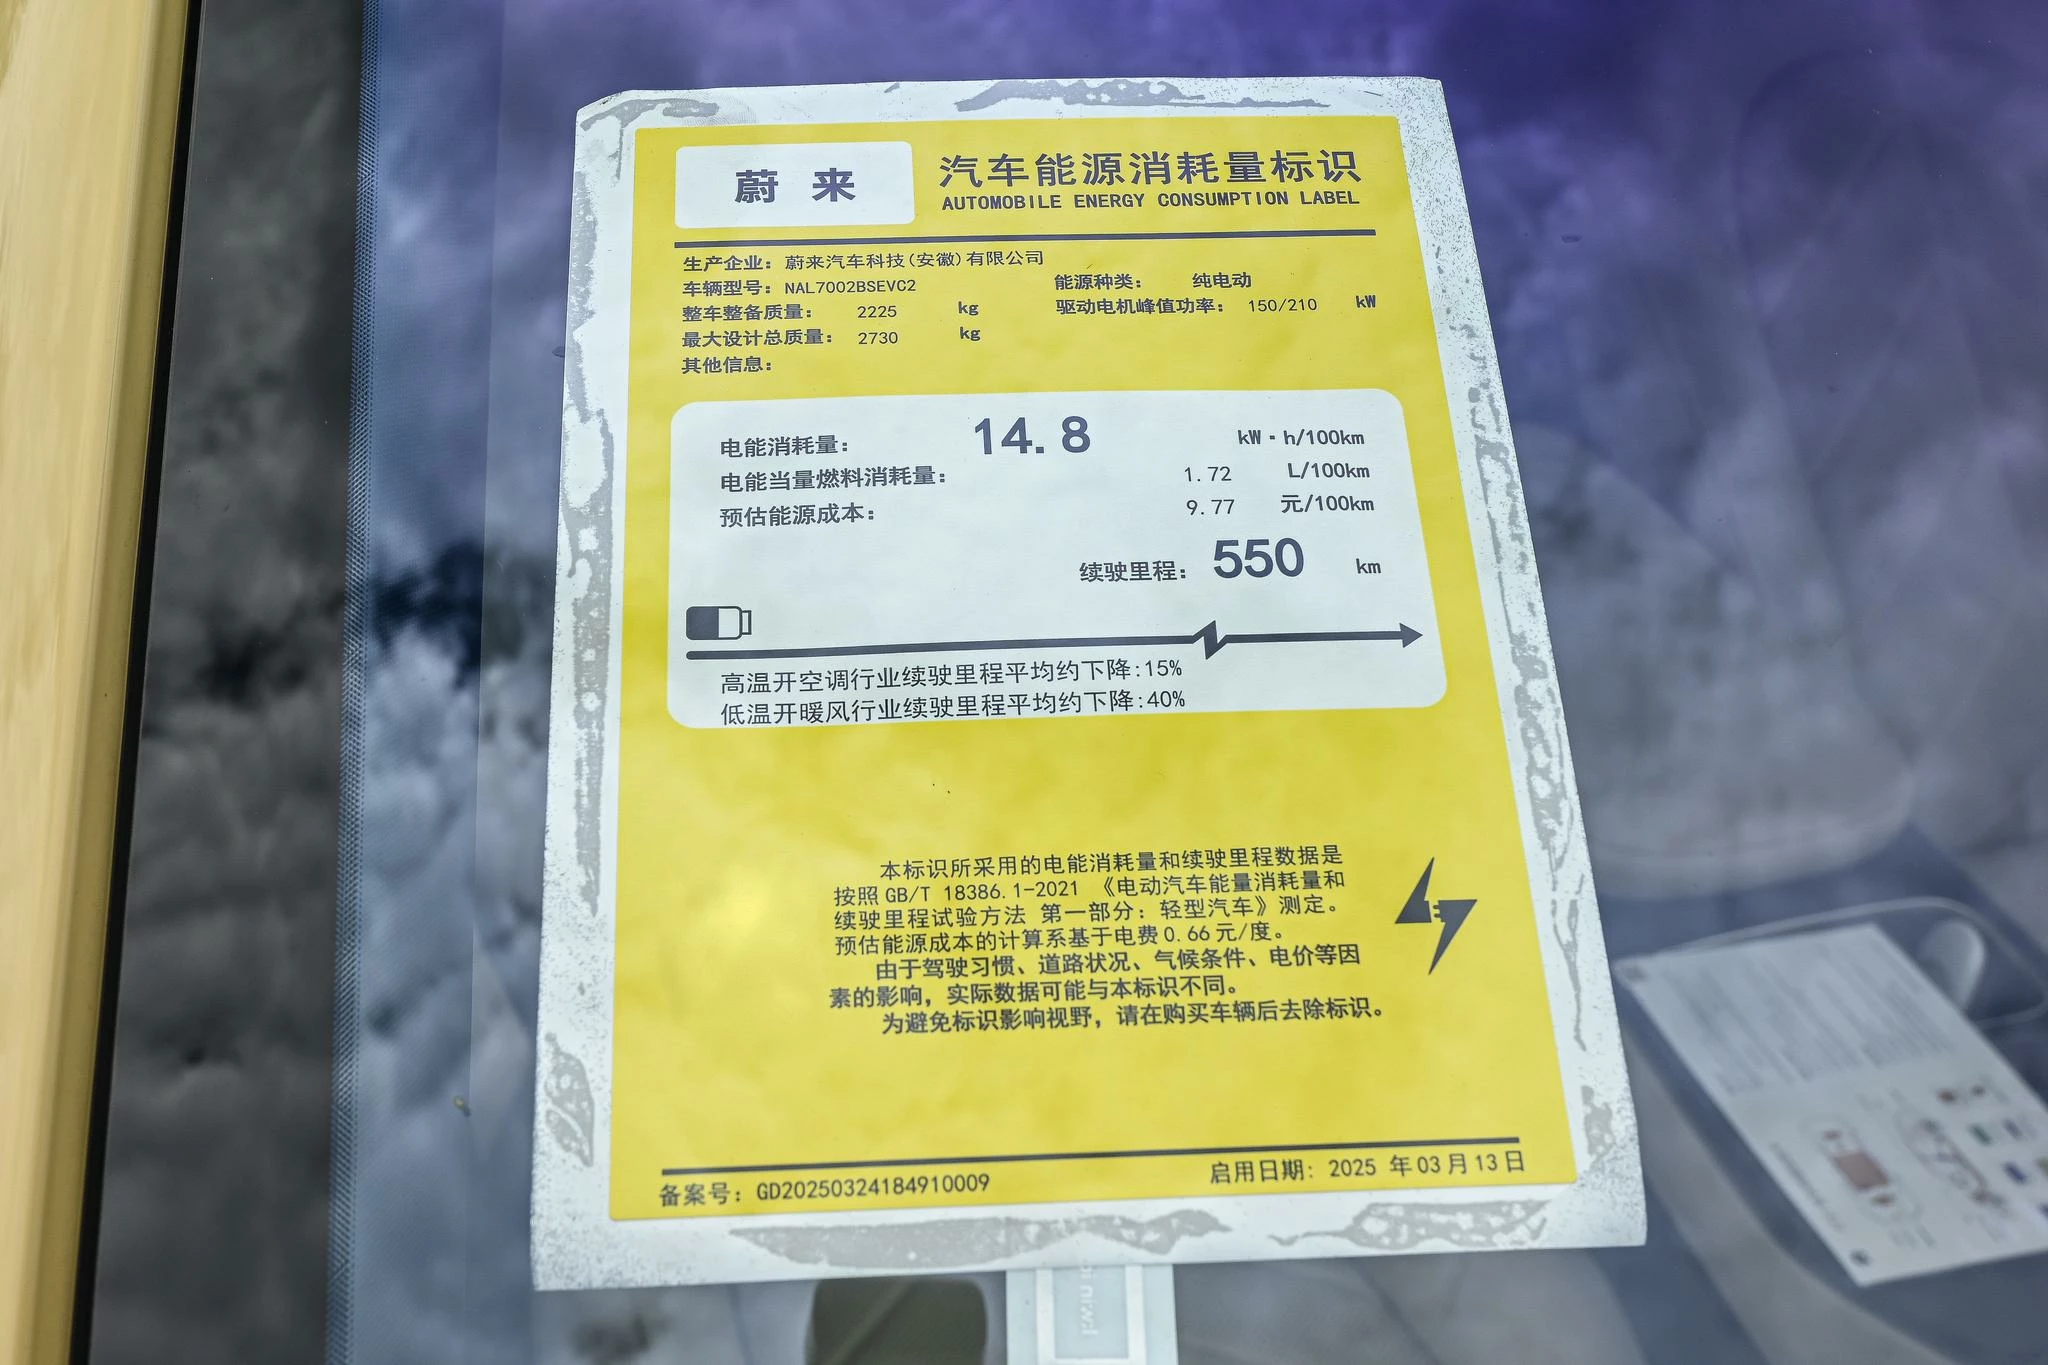 蔚来
汽车能源消耗量标识
AUTOMOBILE ENERGY CONSUMPTION LABEL
生产企业：蔚来汽车科技(安徽)有限公司
车辆型号：NAL7002BSEVC2 能源种类： 纯电动
整车整备质量： 2225 kg 驱动电机峰值功率： 150/210 kW
最大设计总质量： 2730 kg
其他信息：
电能消耗量： 14.8 kW·h/100km
电能当量燃料消耗量： 1.72 L/100km
预估能源成本： 9.77 元/100km
续驶里程： 550 km
高温开空调行业续驶里程平均约下降:15%
低温开暖风行业续驶里程平均约下降:40%
本标识所采用的电能消耗量和续驶里程数据是
按照 GB/T 18386.1-2021 《电动汽车能量消耗量和
续驶里程试验方法 第一部分：轻型汽车》测定。
预估能源成本的计算系基于电费0.66元/度。
由于驾驶习惯、道路状况、气候条件、电价等因
素的影响，实际数据可能与本标识不同。
为避免标识影响视野，请在购买车辆后去除标识。
备案号：GD20250324184910009 启用日期: 2025 年03月13日